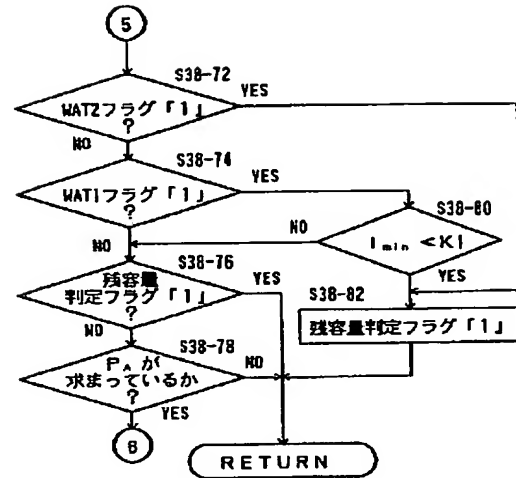 5
S38-72
YES
WAT2フラグ「1」
?
NO
S38-74
YES
WAT1フラグ「1」
?
S38-80
NO
NO
Imin <K1
S38-76
残容量
判定フラグ「1」
?
YES
YES
S38-82
残容量判定フラグ「1」
NO
S38-78
PAが
求まっているか
?
NO
YES
6
RETURN